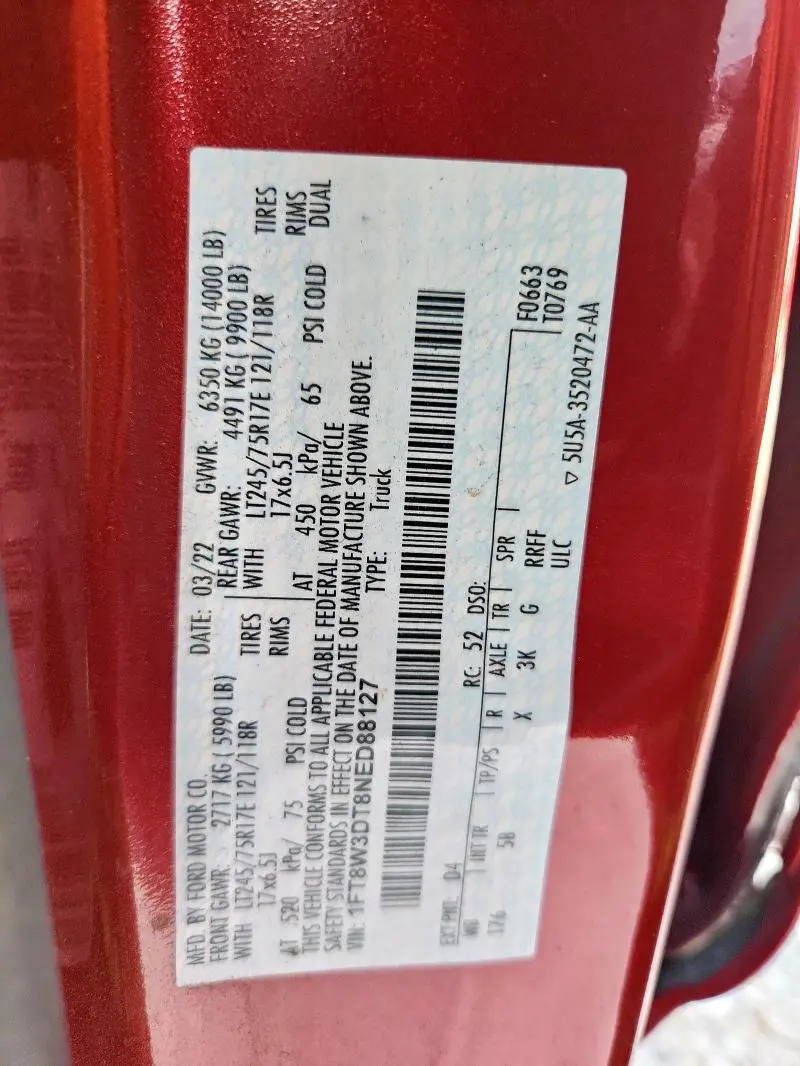 MFD. BY FORD MOTOR CO.
DATE: 03/22 GVWR: 6350 KG (14000 LB)
FRONT GAWR: 2717 KG ( 5990 LB) REAR GAWR: 4491 KG ( 9900 LB)
WITH LT245/75R17E 121/118R TIRES WITH LT245/75R17E 121/118R TIRES
17x6.5J RIMS 17x6.5J RIMS
AT 520 kPa/ 75 PSI COLD AT 450 kPa/ 65 PSI COLD DUAL
THIS VEHICLE CONFORMS TO ALL APPLICABLE FEDERAL MOTOR VEHICLE
SAFETY STANDARDS IN EFFECT ON THE DATE OF MANUFACTURE SHOWN ABOVE.
VIN: 1FT8W3DT8NED88127 TYPE: Truck
EXT PNT: D4 RC: 52 DSO:
WB INT TR TP/PS R AXLE TR SPR F0663
T0769
176 5B X 3K G RRFF
ULC
▽ 5U5A-3520472-AA